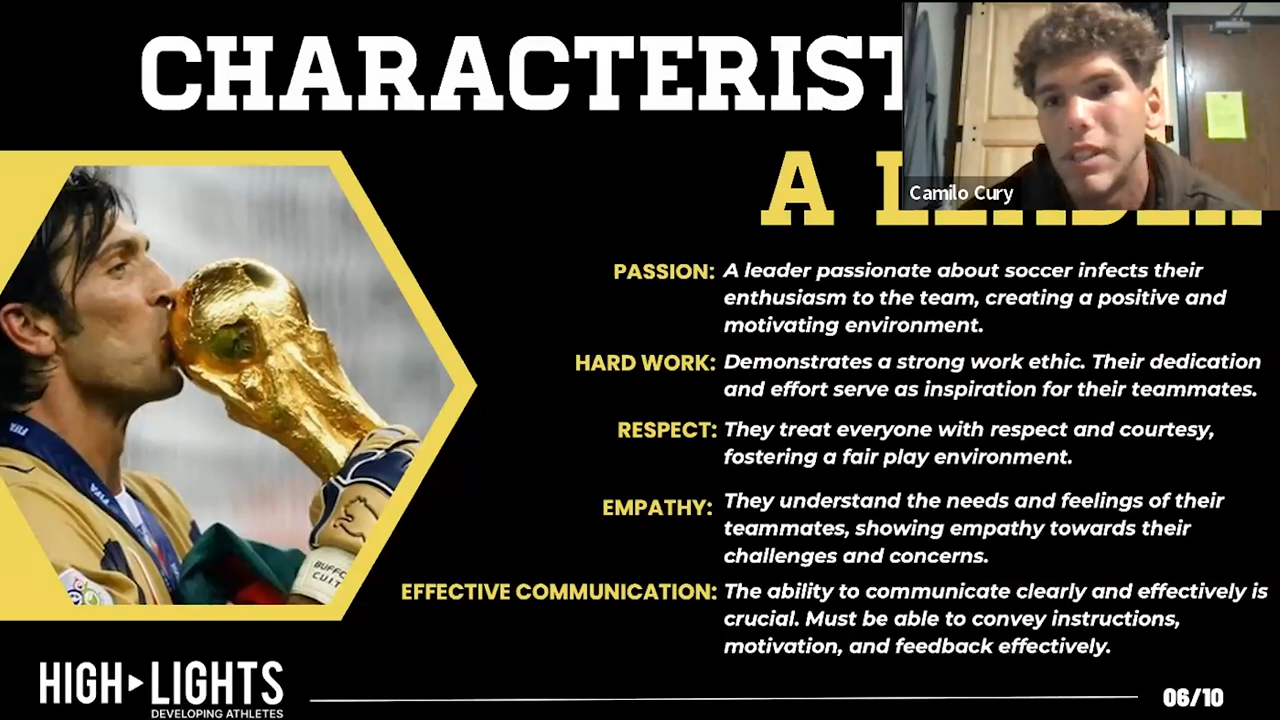 CHARACTERIST
A LEADER
Camilo Cury
PASSION: A leader passionate about soccer infects their
enthusiasm to the team, creating a positive and
motivating environment.
HARD WORK: Demonstrates a strong work ethic. Their dedication
and effort serve as inspiration for their teammates.
RESPECT: They treat everyone with respect and courtesy,
fostering a fair play environment.
EMPATHY: They understand the needs and feelings of their
teammates, showing empathy towards their
challenges and concerns.
EFFECTIVE COMMUNICATION: The ability to communicate clearly and effectively is
crucial. Must be able to convey instructions,
motivation, and feedback effectively.
FIFA
FIFA
HIGH LIGHTS
DEVELOPING ATHLETES
06/10